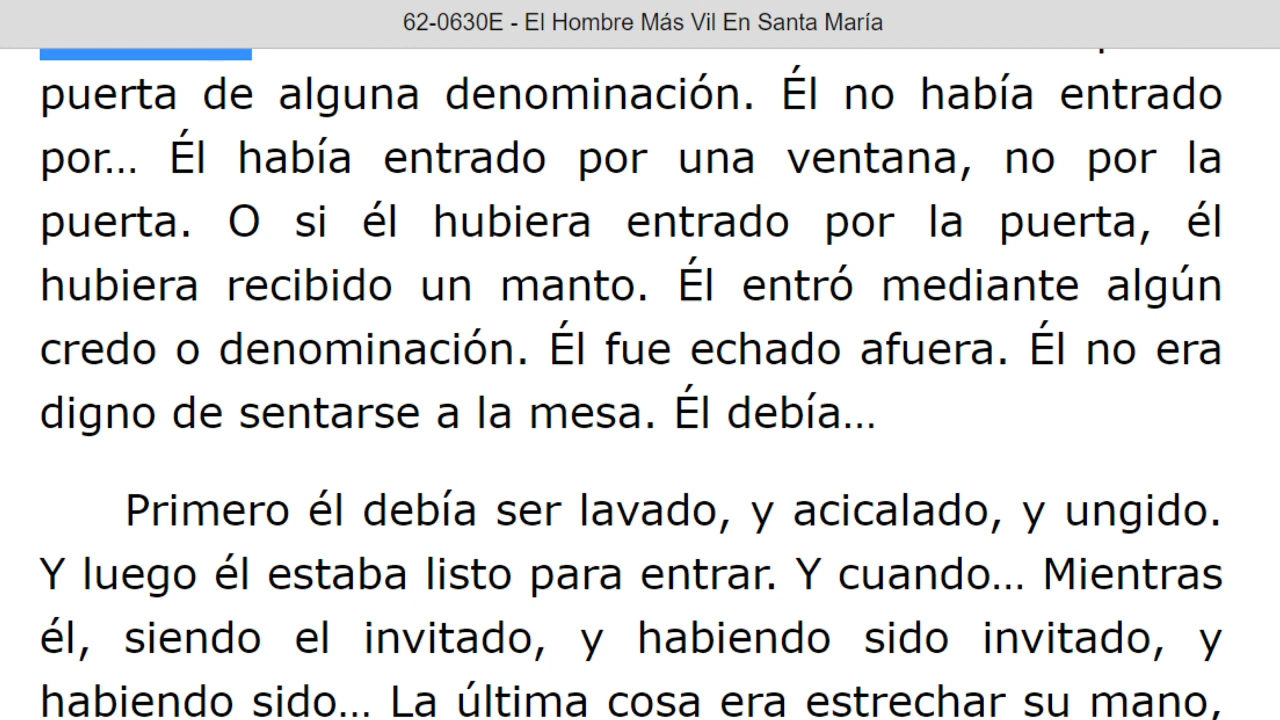 62-0630E - El Hombre Más Vil En Santa María
puerta de alguna denominación. Él no había entrado
por... Él había entrado por una ventana, no por la
puerta. O si él hubiera entrado por la puerta, él
hubiera recibido un manto. Él entró mediante algún
credo o denominación. Él fue echado afuera. Él no era
digno de sentarse a la mesa. Él debía...
Primero él debía ser lavado, y acicalado, y ungido.
Y luego él estaba listo para entrar. Y cuando... Mientras
él, siendo el invitado, y habiendo sido invitado, y
habiendo sido... La última cosa era estrechar su mano,